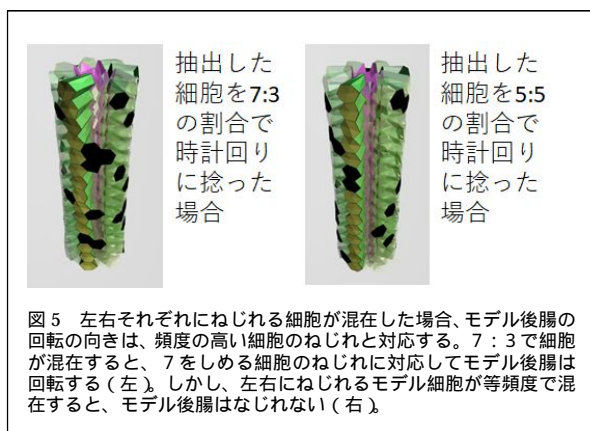 抽出した
細胞を7:3
の割合で
時計回り
に捻った
場合
抽出した
細胞を5:5
の割合で
時計回り
に捻った
場合
図5 左右それぞれにねじれる細胞が混在した場合、モデル後腸の
回転の向きは、頻度の高い細胞のねじれと対応する。7:3で細胞
が混在すると、7をしめる細胞のねじれに対応してモデル後腸は
回転する(左)。しかし、左右にねじれるモデル細胞が等頻度で混
在すると、モデル後腸はなじれない(右)。